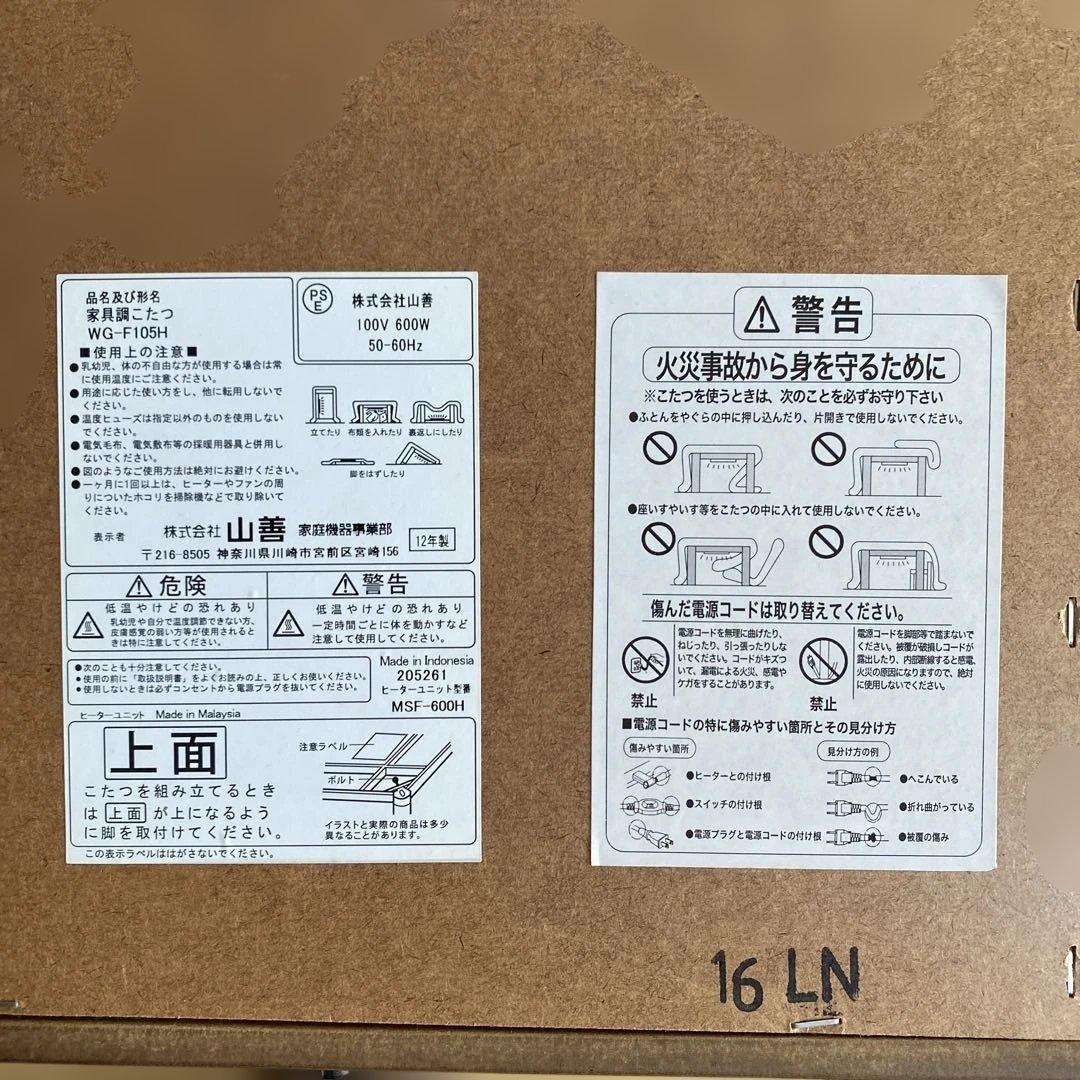 品名及び形名
家具調こたつ
WG-F105H
PSE
株式会社山善
100V 600W
50-60Hz
■使用上の注意■
●乳幼児、体の不自由な方が使用する場合は常
に使用温度にご注意ください。
●用途に応じた使い方をし、他に転用しないで
ください。
●温度ヒューズは指定以外のものを使用しない
でください。
●電気毛布、電気敷布等の採暖用器具と併用し
ないでください。
●図のようなご使用方法は絶対にお避けください。
●一ヶ月に1回以上は、ヒーターやファンの周
りについたホコリを掃除機などで取り除いて
ください。
立てたり 布類を入れたり 裏返しにしたり
脚をはずしたり
表示者 株式会社 山善 家庭機器事業部 12年製
〒216-8505 神奈川県川崎市宮前区宮崎156
危険
低温やけどの恐れあり
乳幼児や自分で温度調節できない方、
皮膚感覚の弱い方等が使用されると
きは特に注意してください。
警告
低温やけどの恐れあり
一定時間ごとに体を動かすなど
注意して使用してください。
●次のことも十分注意してください。
●使用の前に「取扱説明書」をよくお読みの上、正しくお使いください。
●使用しないときは必ずコンセントから電源プラグを抜いてください。
Made in Indonesia
205261
ヒーターユニット型番
MSF-600H
ヒーターユニット Made in Malaysia
上面
こたつを組み立てるとき
は 上面 が上になるよう
に脚を取付けてください。
注意ラベル
ボルト
イラストと実際の商品は多少
異なることがあります。
この表示ラベルははがさないでください。
警告
火災事故から身を守るために
※こたつを使うときは、次のことを必ずお守り下さい
●ふとんをやぐらの中に押し込んだり、片開きで使用しないでください。
●座いすやいす等をこたつの中に入れて使用しないでください。
傷んだ電源コードは取り替えてください。
電源コードを無理に曲げたり、
ねじったり、引っ張ったりしな
いでください。コードがキズつ
いて、漏電による火災、感電や
ケガをすることがあります。
禁止
電源コードを脚部等で踏まないで
ください。被覆が破損しコードが
露出したり、内部断線すると感電、
火災の原因になりますので、絶対
に使用しないでください。
禁止
■電源コードの特に傷みやすい箇所とその見分け方
傷みやすい箇所
見分け方の例
●ヒーターとの付け根
●へこんでいる
●スイッチの付け根
●折れ曲がっている
●電源プラグと電源コードの付け根
●被覆の傷み
16 LN